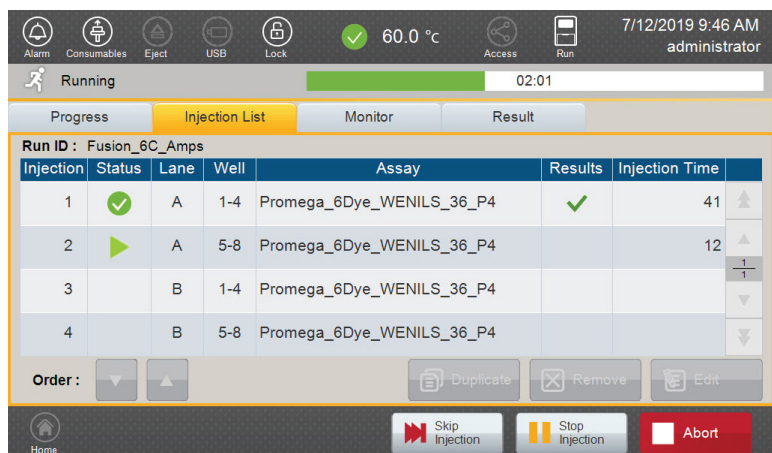 Alarm Consumables Eject USB Lock 60.0 °c Access Run 7/12/2019 9:46 AM
administrator
Running 02:01
Progress Injection List Monitor Result
Run ID : Fusion_6C_Amps
Injection Status Lane Well Assay Results Injection Time
1 A 1-4 Promega_6Dye_WENILS_36_P4 41
2 A 5-8 Promega_6Dye_WENILS_36_P4 12
1
1
3 B 1-4 Promega_6Dye_WENILS_36_P4
4 B 5-8 Promega_6Dye_WENILS_36_P4
Order : Duplicate Remove Edit
Home Skip Injection Stop Injection Abort